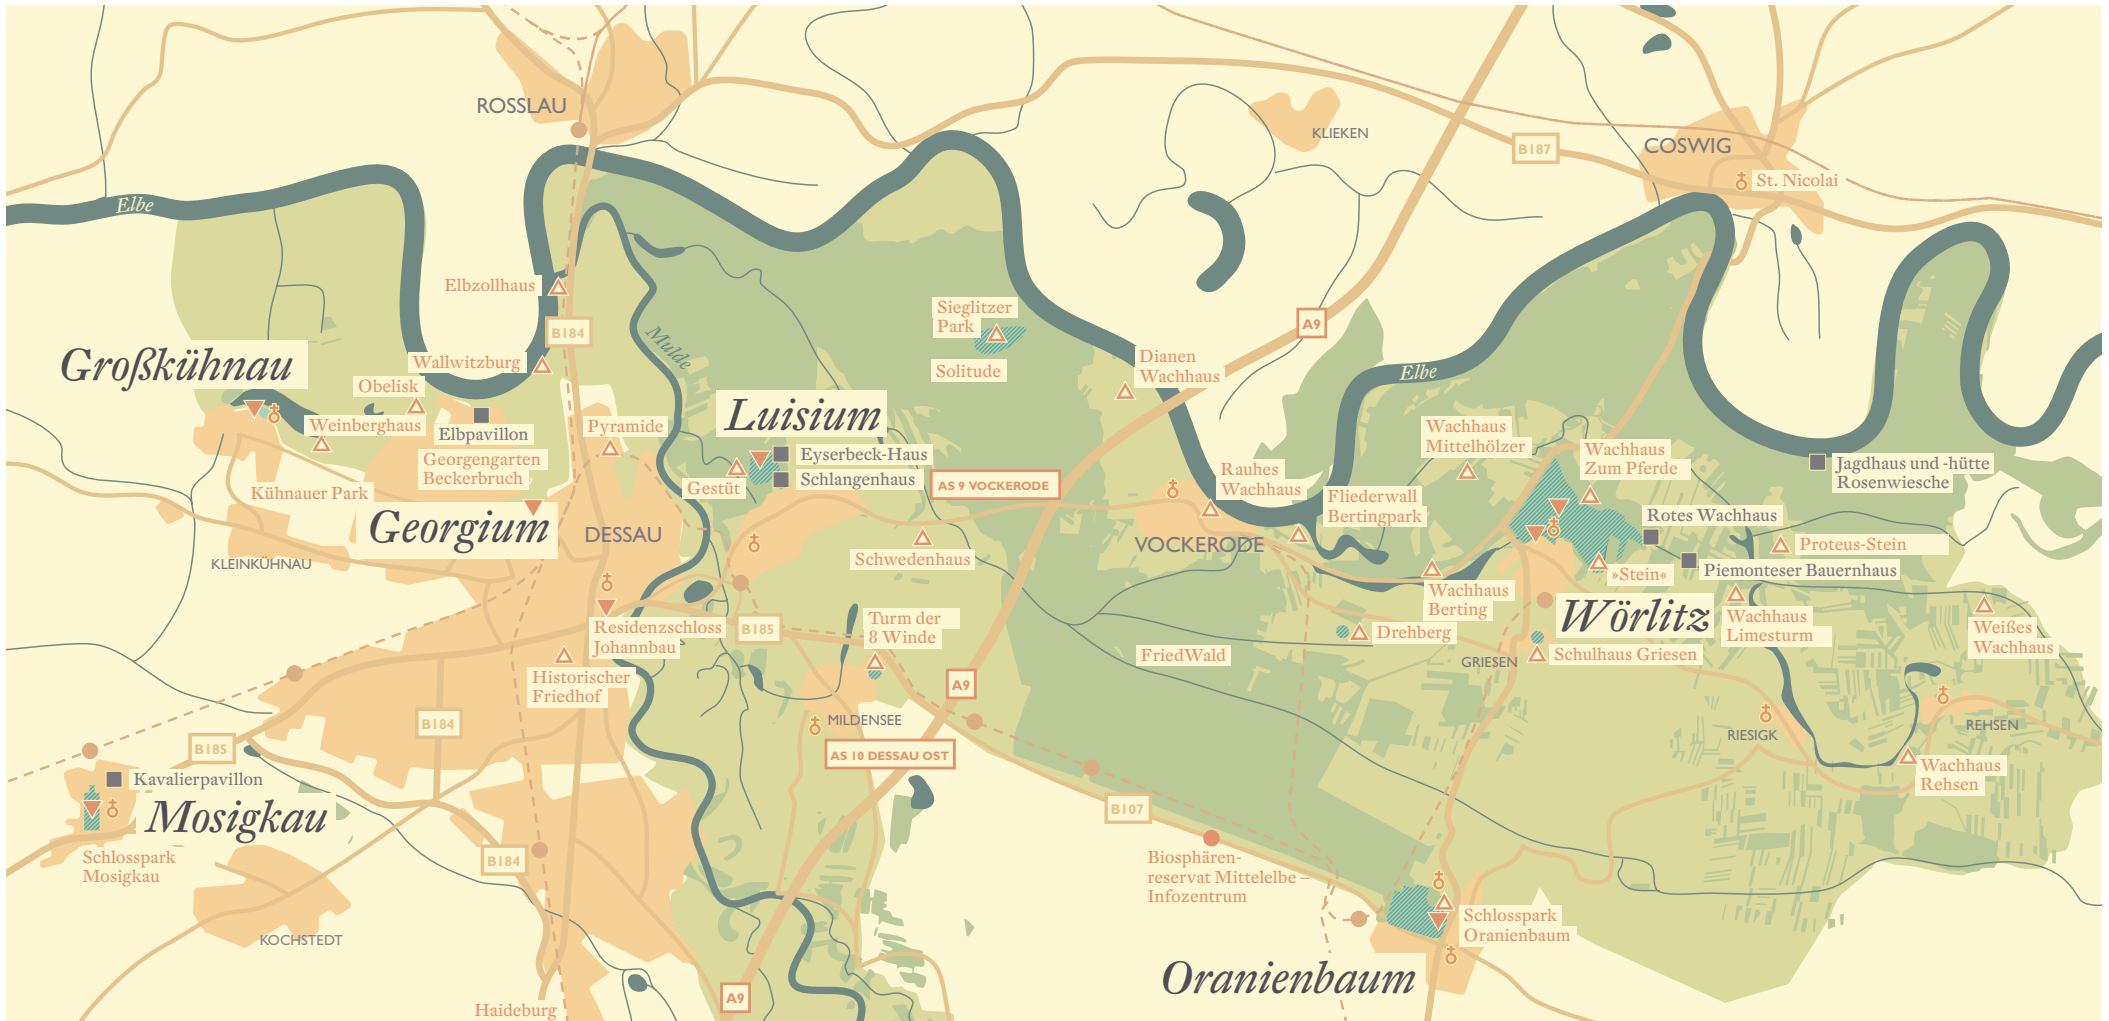 ROSSLAU
KLIEKEN
B187
COSWIG
St. Nicolai
Elbe
Elbzollhaus
B184
Mulde
Sieglitzer
Park
Solitude
A9
Dianen
Wachhaus
Elbe
Großkühnau
Wallwitzburg
Obelisk
Weinberghaus
Elbpavillon
Georgengarten
Beckerbruch
Kühnauer Park
Georgium
Pyramide
DESSAU
KLEINKÜHNAU
Luisium
Eyserbeck-Haus
Schlangenhaus
Gestüt
AS 9 VOCKERODE
Schwedenhaus
Rauhes
Wachhaus
VOCKERODE
Fliederwall
Bertingpark
Wachhaus
Mittelhölzer
Wachhaus
Zum Pferde
Jagdhaus und -hütte
Rosenwiesche
Rotes Wachhaus
Proteus-Stein
Piemonteser Bauernhaus
»Stein«
Wachhaus
Berting
Wörlitz
Wachhaus
Limesturm
Weißes
Wachhaus
Residenzschloss
Johannbau
B185
Turm der
8 Winde
Drehberg
FriedWald
GRIESEN
Schulhaus Griesen
Historischer
Friedhof
A9
MILDENSEE
AS 10 DESSAU OST
B184
B185
RIESIGK
REHSEN
Wachhaus
Rehsen
Kavalierpavillon
Mosigkau
Schlosspark
Mosigkau
B184
B107
Biosphären-
reservat Mittelelbe –
Infozentrum
Schlosspark
Oranienbaum
Oranienbaum
KOCHSTEDT
Haideburg
A9